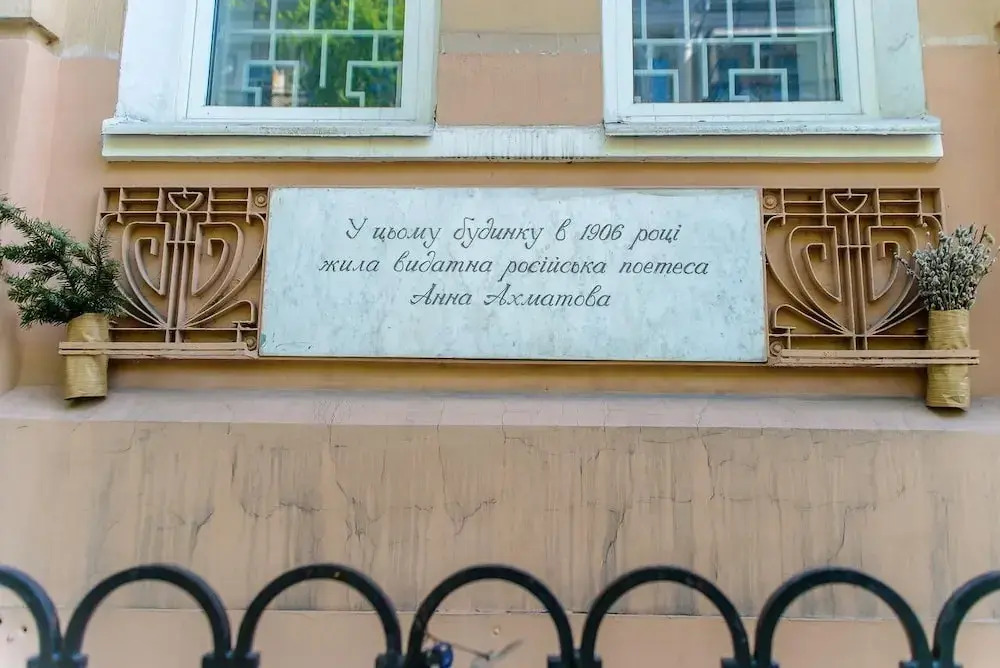 У цьому будинку в 1906 році
жила видатна російська поетеса
Анна Ахматова